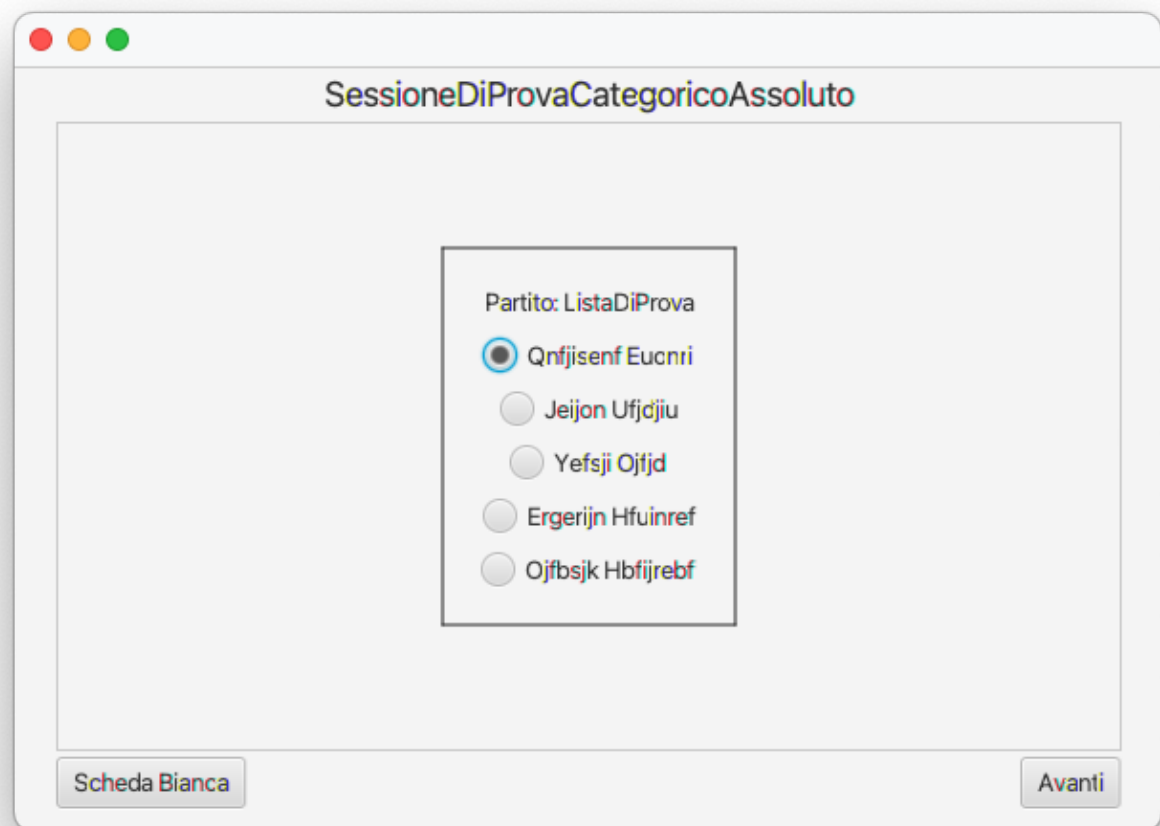 SessioneDiProvaCategoricoAssoluto
Partito: ListaDiProva
Qnfjisenf Eucnri
Jeijon Ufjdjiu
Yefsji Ojfjd
Ergerijn Hfuinref
Ojfbsjk Hbfijrebf
Scheda Bianca
Avanti